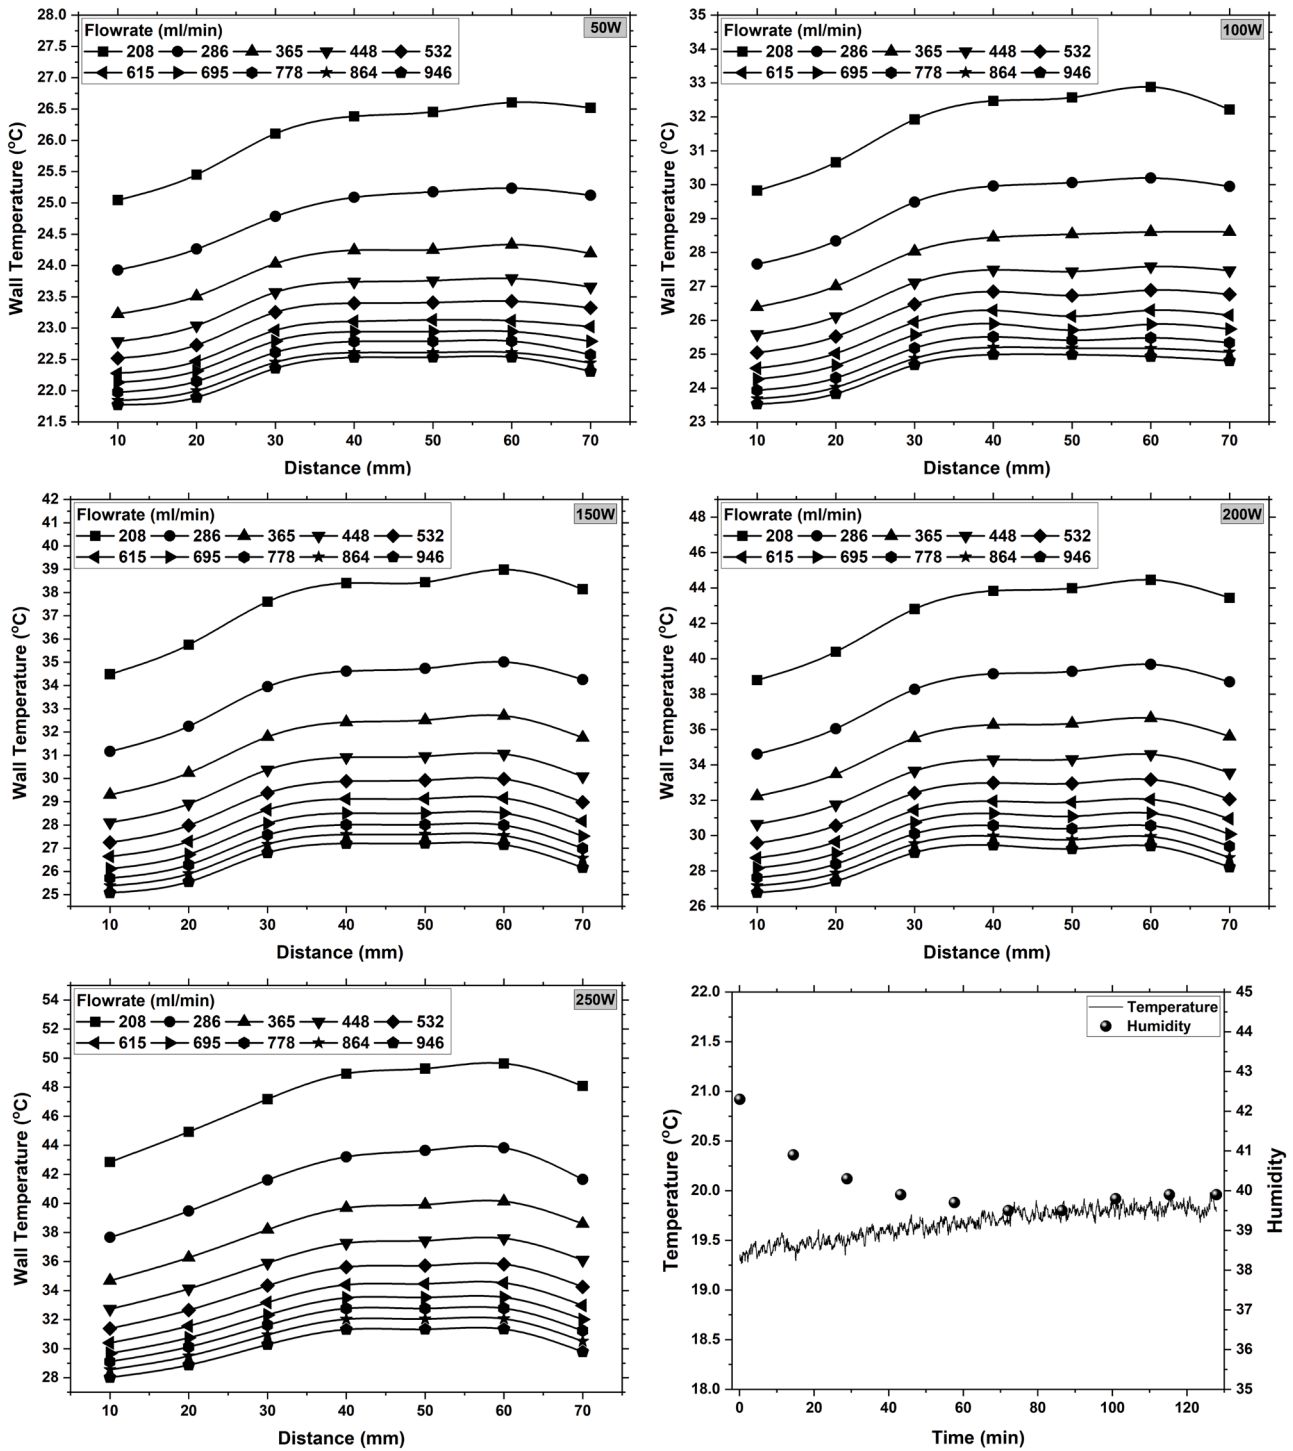 Flowrate (ml/min)
208 286 365 448 532
615 695 778 864 946
50W
28.0
27.5
27.0
26.5
26.0
25.5
25.0
24.5
24.0
23.5
23.0
22.5
22.0
21.5
Wall Temperature (°C)
10 20 30 40 50 60 70
Distance (mm)
Flowrate (ml/min)
208 286 365 448 532
615 695 778 864 946
100W
35
34
33
32
31
30
29
28
27
26
25
24
23
Wall Temperature (°C)
10 20 30 40 50 60 70
Distance (mm)
Flowrate (ml/min)
208 286 365 448 532
615 695 778 864 946
150W
42
41
40
39
38
37
36
35
34
33
32
31
30
29
28
27
26
25
Wall Temperature (°C)
10 20 30 40 50 60 70
Distance (mm)
Flowrate (ml/min)
208 286 365 448 532
615 695 778 864 946
200W
48
46
44
42
40
38
36
34
32
30
28
26
Wall Temperature (°C)
10 20 30 40 50 60 70
Distance (mm)
Flowrate (ml/min)
208 286 365 448 532
615 695 778 864 946
250W
54
52
50
48
46
44
42
40
38
36
34
32
30
28
Wall Temperature (°C)
10 20 30 40 50 60 70
Distance (mm)
Temperature
Humidity
22.0
21.5
21.0
20.5
20.0
19.5
19.0
18.5
18.0
Temperature (°C)
45
44
43
42
41
40
39
38
37
36
35
Humidity
0 20 40 60 80 100 120
Time (min)